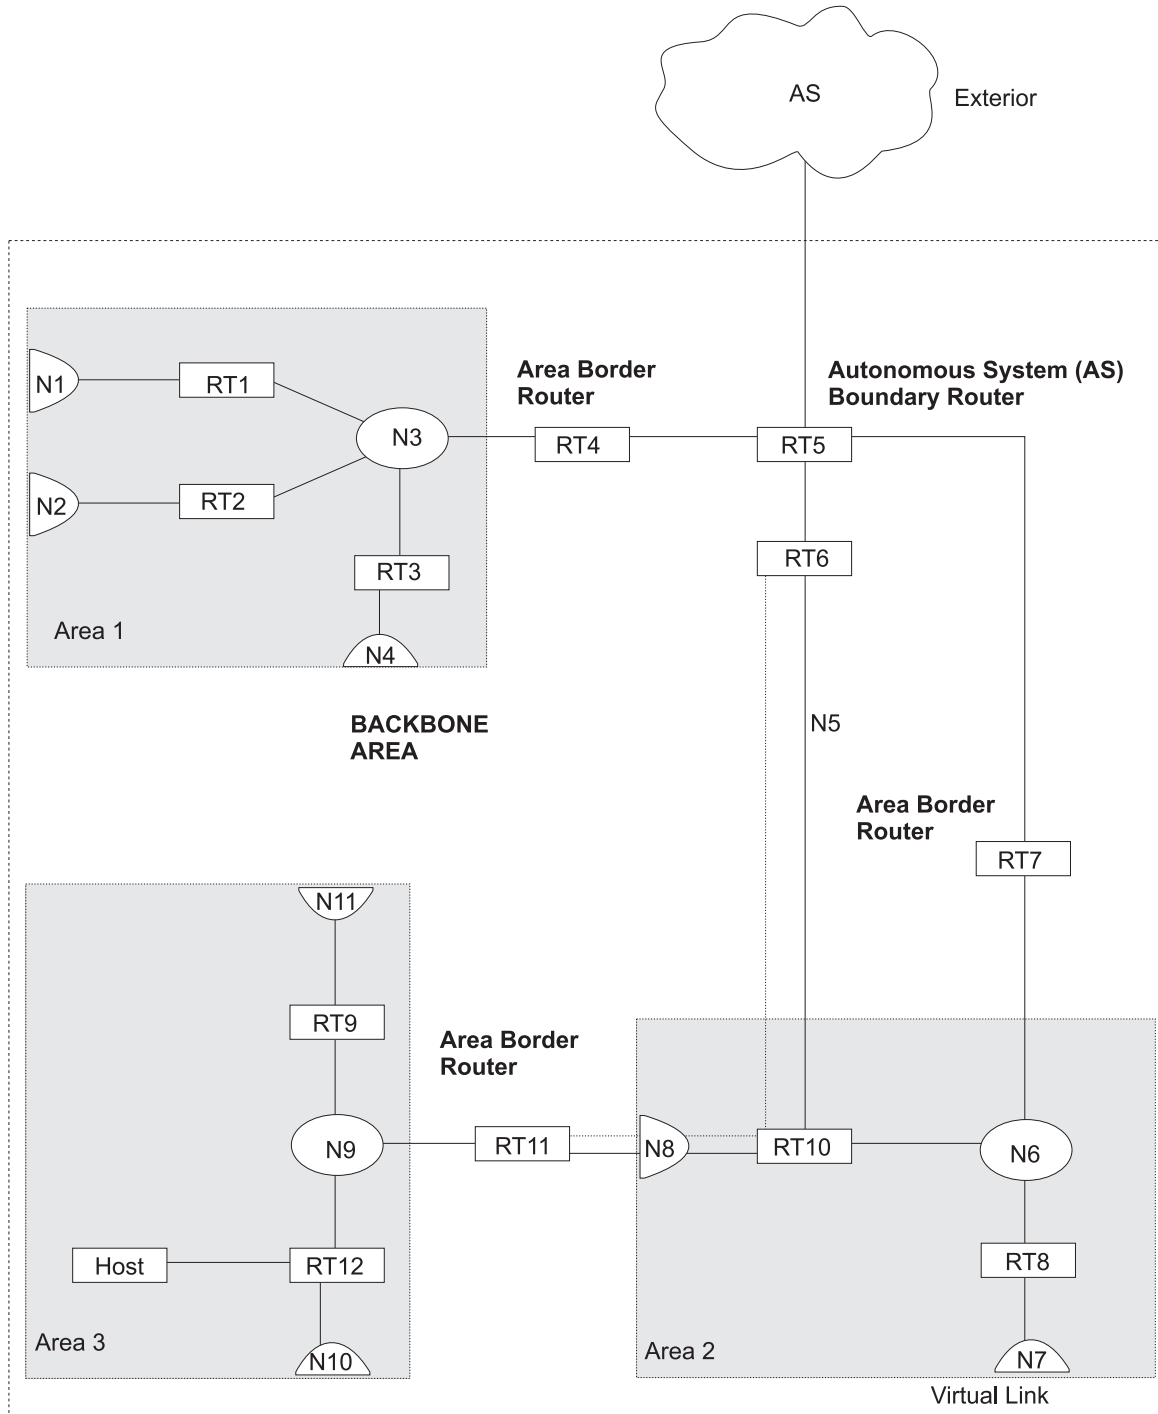 AS
Exterior
Area Border
Router
Autonomous System (AS)
Boundary Router
N1
RT1
N3
RT4
RT5
N2
RT2
RT3
RT6
Area 1
N4
BACKBONE
AREA
N5
Area Border
Router
RT7
N11
RT9
Area Border
Router
N9
RT11
N8
RT10
N6
Host
RT12
RT8
Area 3
N10
Area 2
N7
Virtual Link